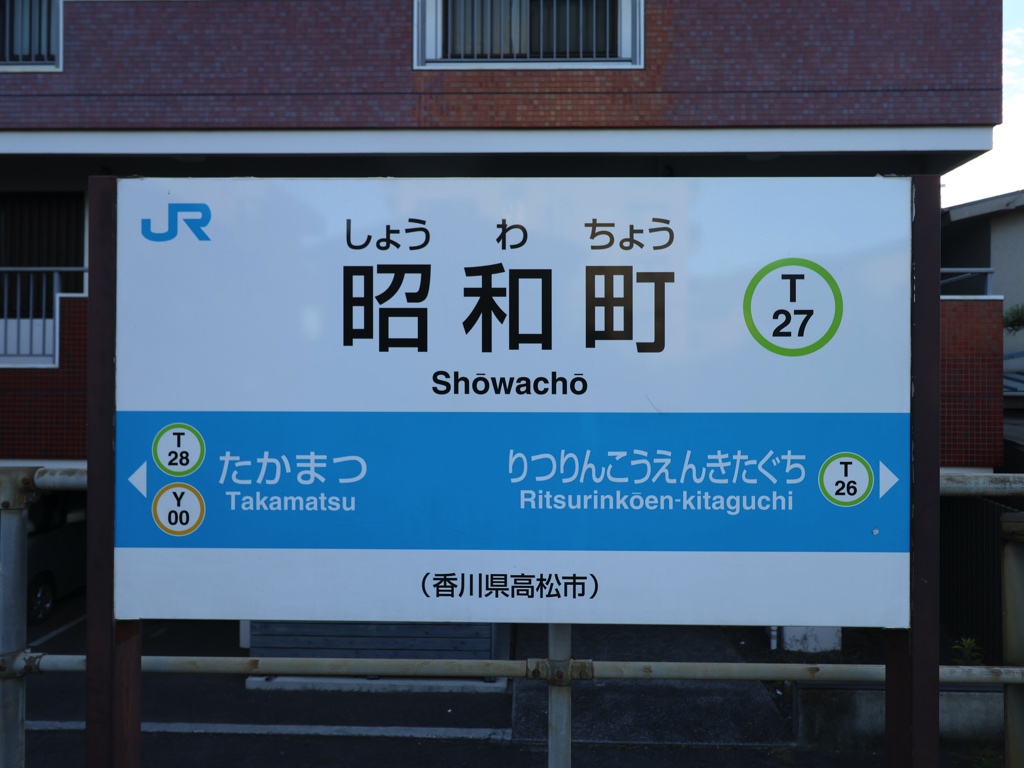 JR
しょう わ ちょう
昭和町
T
27
Shōwachō
T
28
Y
00
たかまつ
Takamatsu
りつりんこうえんきたぐち
Ritsurinkōen-kitaguchi
T
26
(香川県高松市)